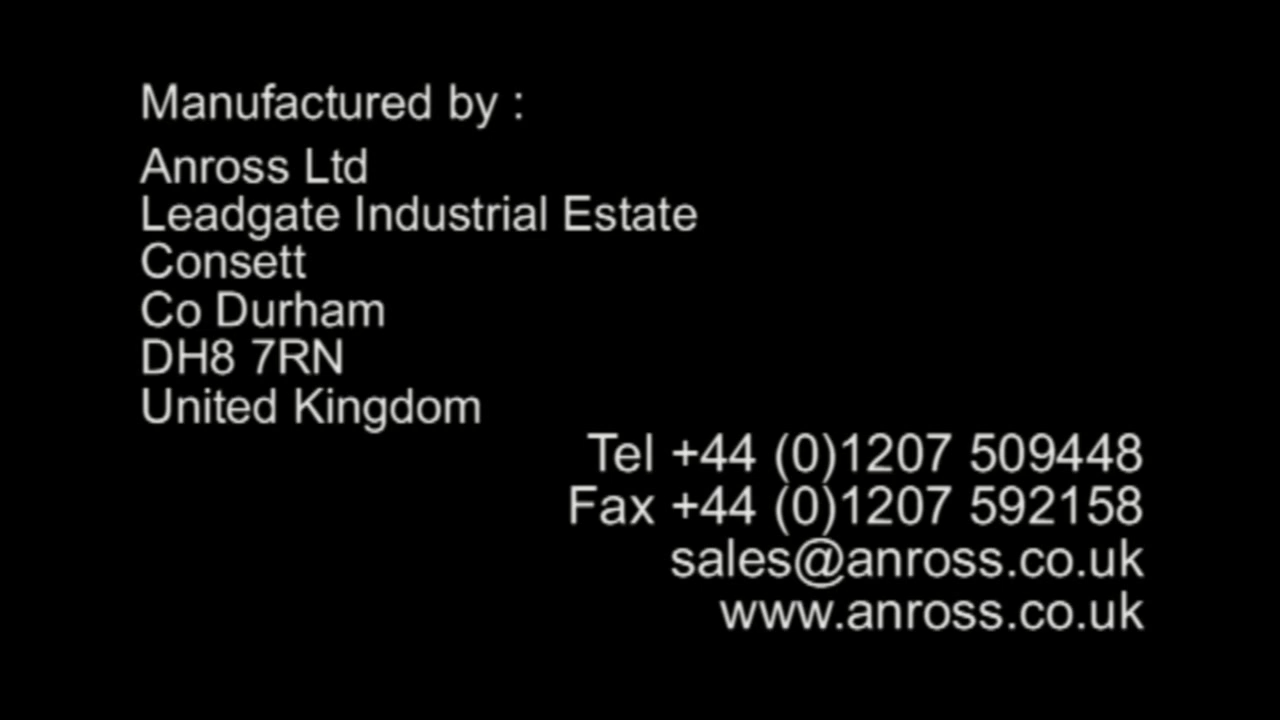 Manufactured by :
Anross Ltd
Leadgate Industrial Estate
Consett
Co Durham
DH8 7RN
United Kingdom
Tel +44 (0)1207 509448
Fax +44 (0)1207 592158
sales@anross.co.uk
www.anross.co.uk